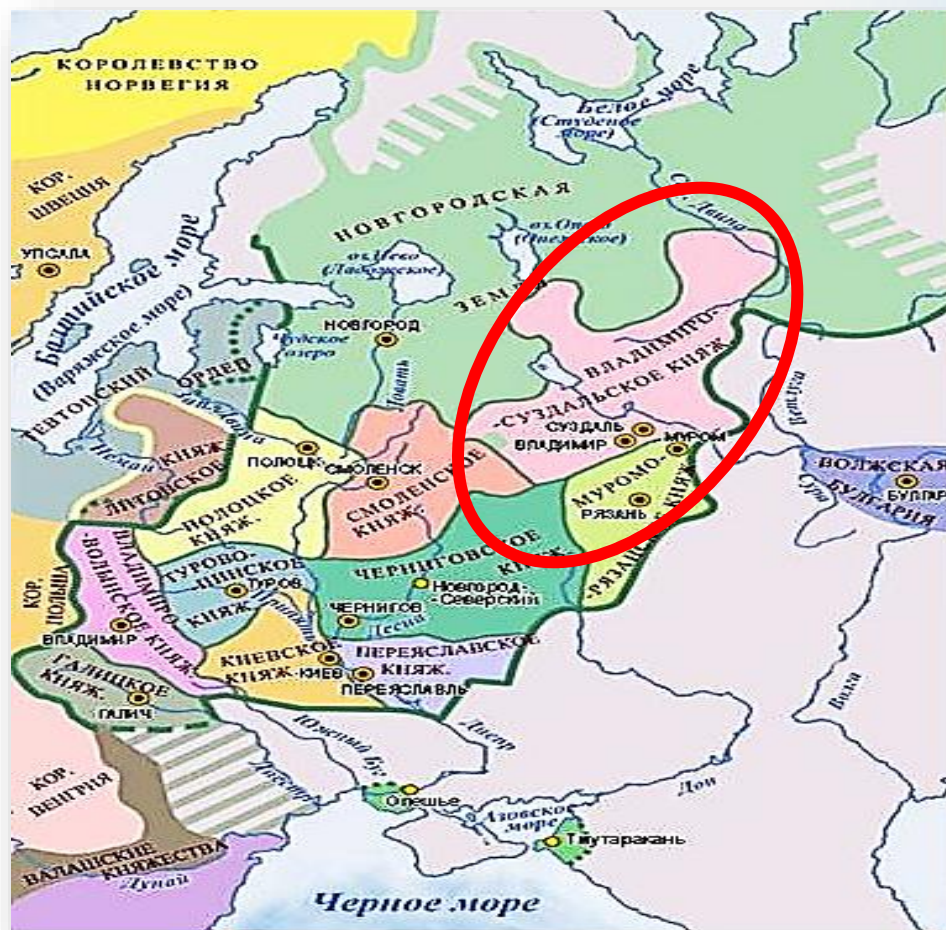 КОРОЛЕВСТВО
НОРВЕГИЯ
Белое море
(Студеное
море)
КОР.
ШВЕЦИЯ
УПСАЛА
С. Двина
НОВГОРОДСКАЯ
ЗЕМЛЯ
оз. Онего
(Онежское)
оз. Нево
(Ладожское)
Балтийское море
(Варяжское море)
НОВГОРОД
Чудское
озеро
Ловать
ТЕВТОНСКИЙ
ОРДЕН
Неман
ЛИТОВСКОЕ
КНЯЖ.
ПОЛОЦК
ПОЛОЦКОЕ
КНЯЖ.
СМОЛЕНСК
СМОЛЕНСКОЕ
КНЯЖ.
ВЛАДИМИРО-
-СУЗДАЛЬСКОЕ КНЯЖ.
СУЗДАЛЬ
ВЛАДИМИР
МУРОМ
МУРОМО-
-РЯЗАНСКОЕ
КНЯЖ.
РЯЗАНЬ
Ветлуга
Сура
ВОЛЖСКАЯ
БУЛГАРИЯ
БУЛГАР
КОР.
ПОЛЬША
ВЛАДИМИРО-
-ВОЛЫНСКОЕ КНЯЖ.
ВЛАДИМИР
ТУРОВО-
-ПИНСКОЕ
КНЯЖ.
ТУРОВ
Припять
ЧЕРНИГОВСКОЕ
КНЯЖ.
Новгород-
-Северский
ЧЕРНИГОВ
Десна
КИЕВСКОЕ
КНЯЖ.
КИЕВ
ПЕРЕЯСЛАВСКОЕ
КНЯЖ.
ПЕРЕЯСЛАВЛЬ
ГАЛИЦКОЕ
КНЯЖ.
ГАЛИЧ
Южный Буг
Днепр
Днестр
Дон
Волга
КОР.
ВЕНГРИЯ
Олешье
Азовское
море
Тмутаракань
ВАЛАШСКИЕ
КНЯЖЕСТВА
Дунай
Черное море